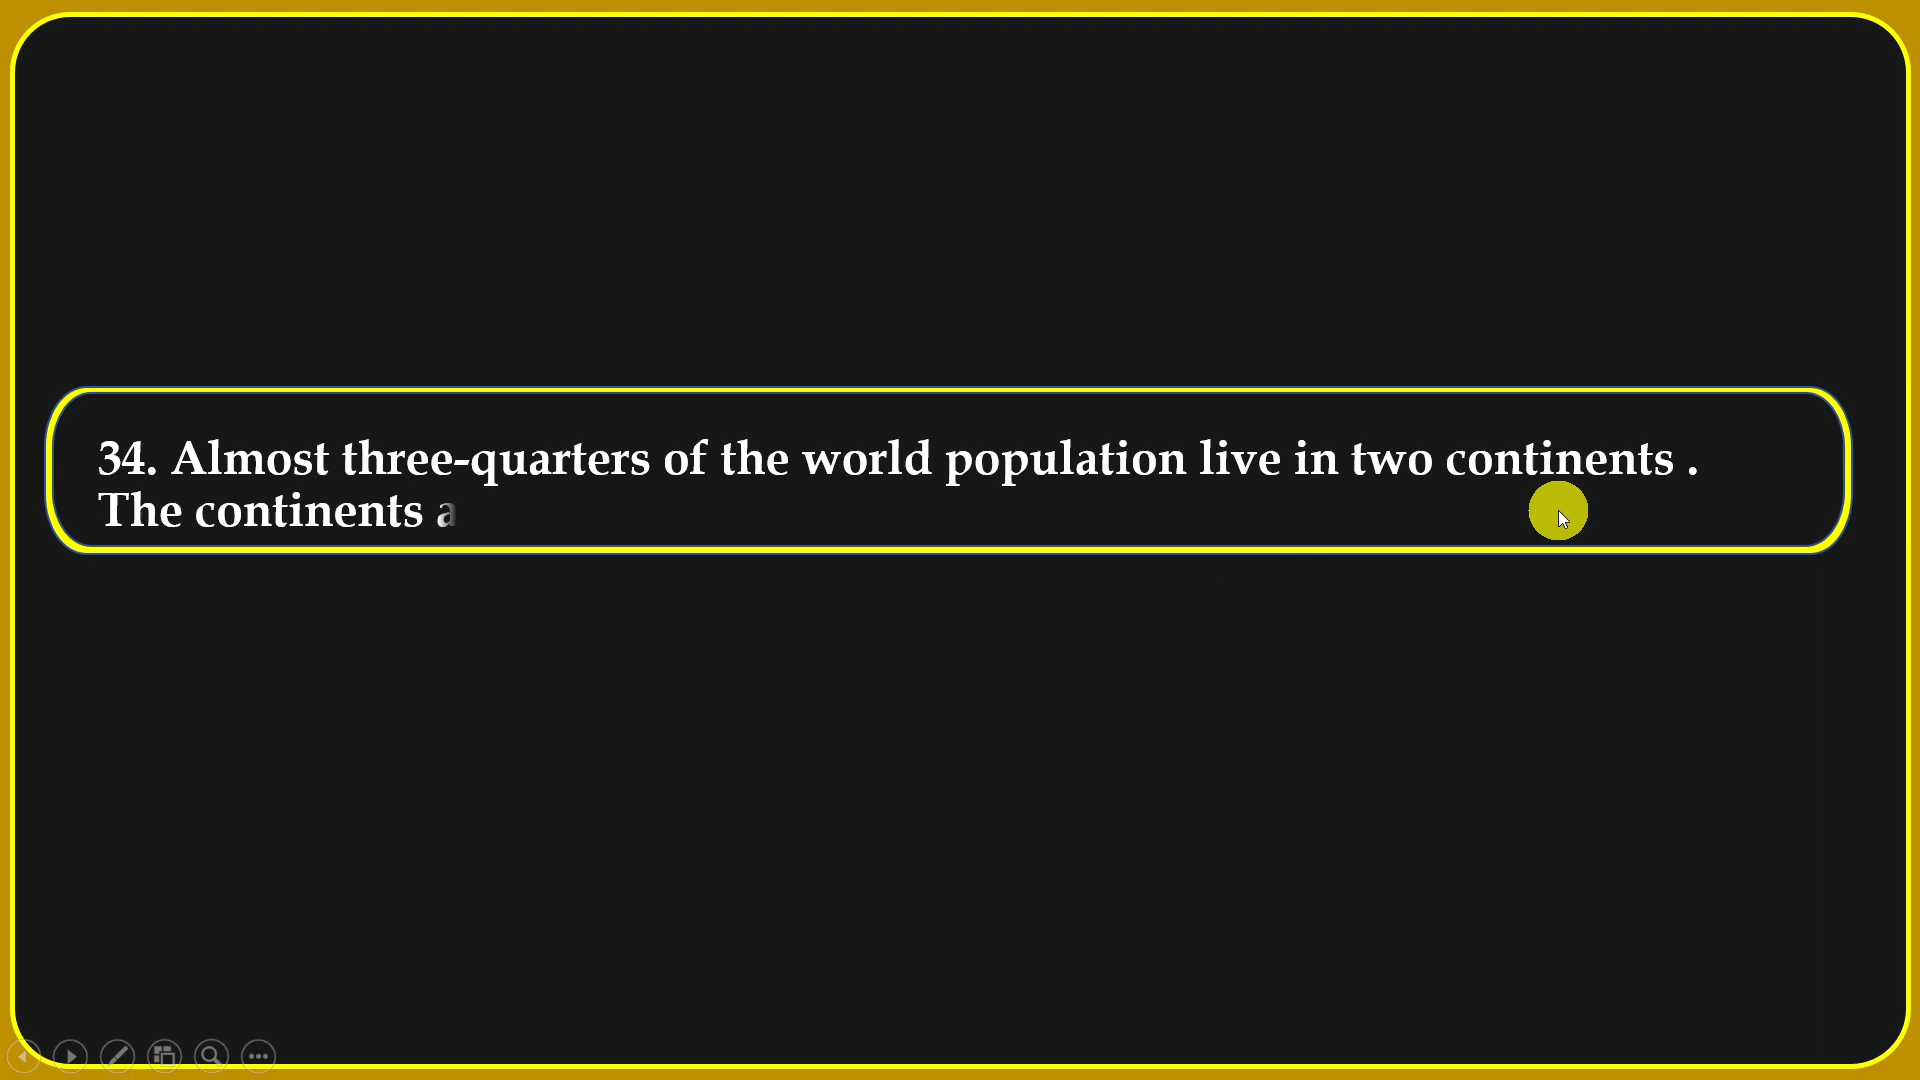 34. Almost three-quarters of the world population live in two continents .
The continents a